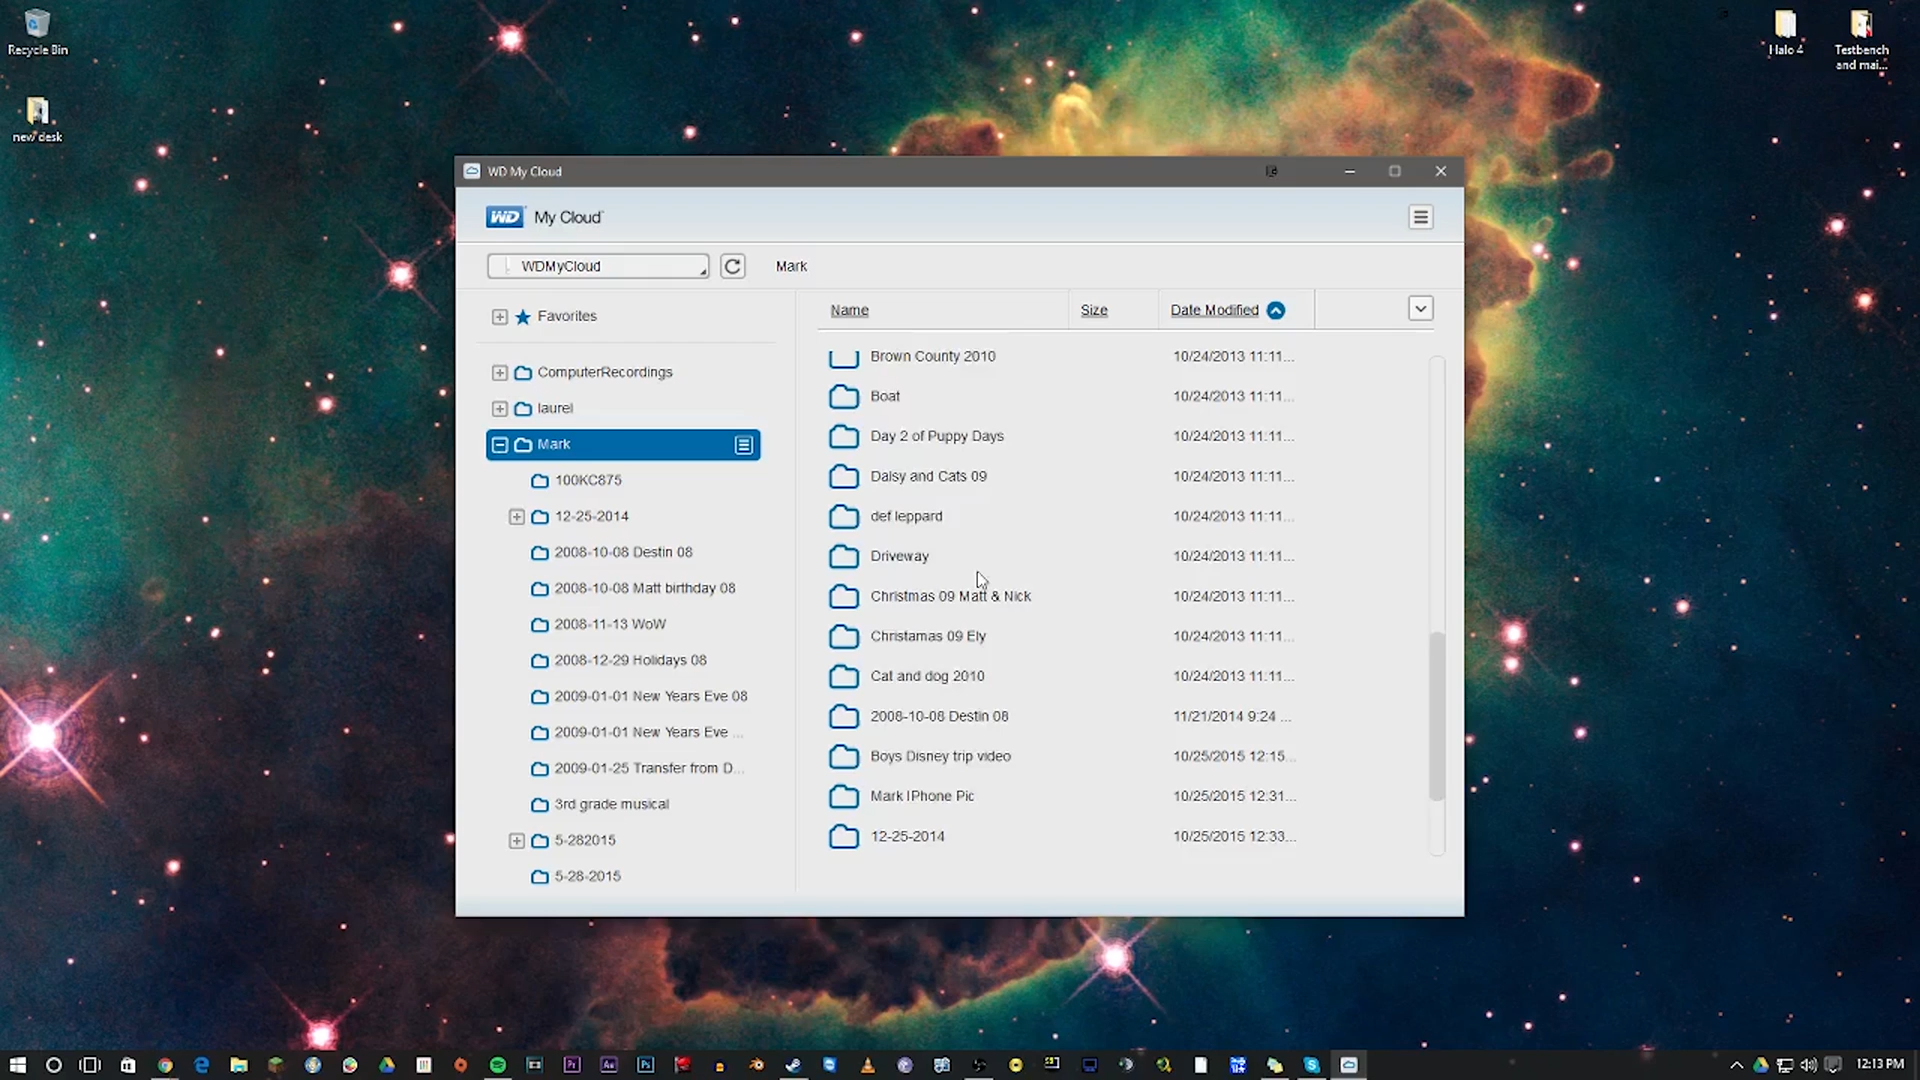 Recycle Bin
new desk
Halo 4
Testbench
and mai...
WD My Cloud
WD My Cloud
WDMyCloud
Mark
Favorites
ComputerRecordings
laurel
Mark
100KC875
12-25-2014
2008-10-08 Destin 08
2008-10-08 Matt birthday 08
2008-11-13 WoW
2008-12-29 Holidays 08
2009-01-01 New Years Eve 08
2009-01-01 New Years Eve ...
2009-01-25 Transfer from D...
3rd grade musical
5-282015
5-28-2015
Name Size Date Modified
Brown County 2010 10/24/2013 11:11...
Boat 10/24/2013 11:11...
Day 2 of Puppy Days 10/24/2013 11:11...
Daisy and Cats 09 10/24/2013 11:11...
def leppard 10/24/2013 11:11...
Driveway 10/24/2013 11:11...
Christmas 09 Matt & Nick 10/24/2013 11:11...
Christamas 09 Ely 10/24/2013 11:11...
Cat and dog 2010 10/24/2013 11:11...
2008-10-08 Destin 08 11/21/2014 9:24 ...
Boys Disney trip video 10/25/2015 12:15...
Mark IPhone Pic 10/25/2015 12:31...
12-25-2014 10/25/2015 12:33...
Pr
Ae
Ps
12:13 PM